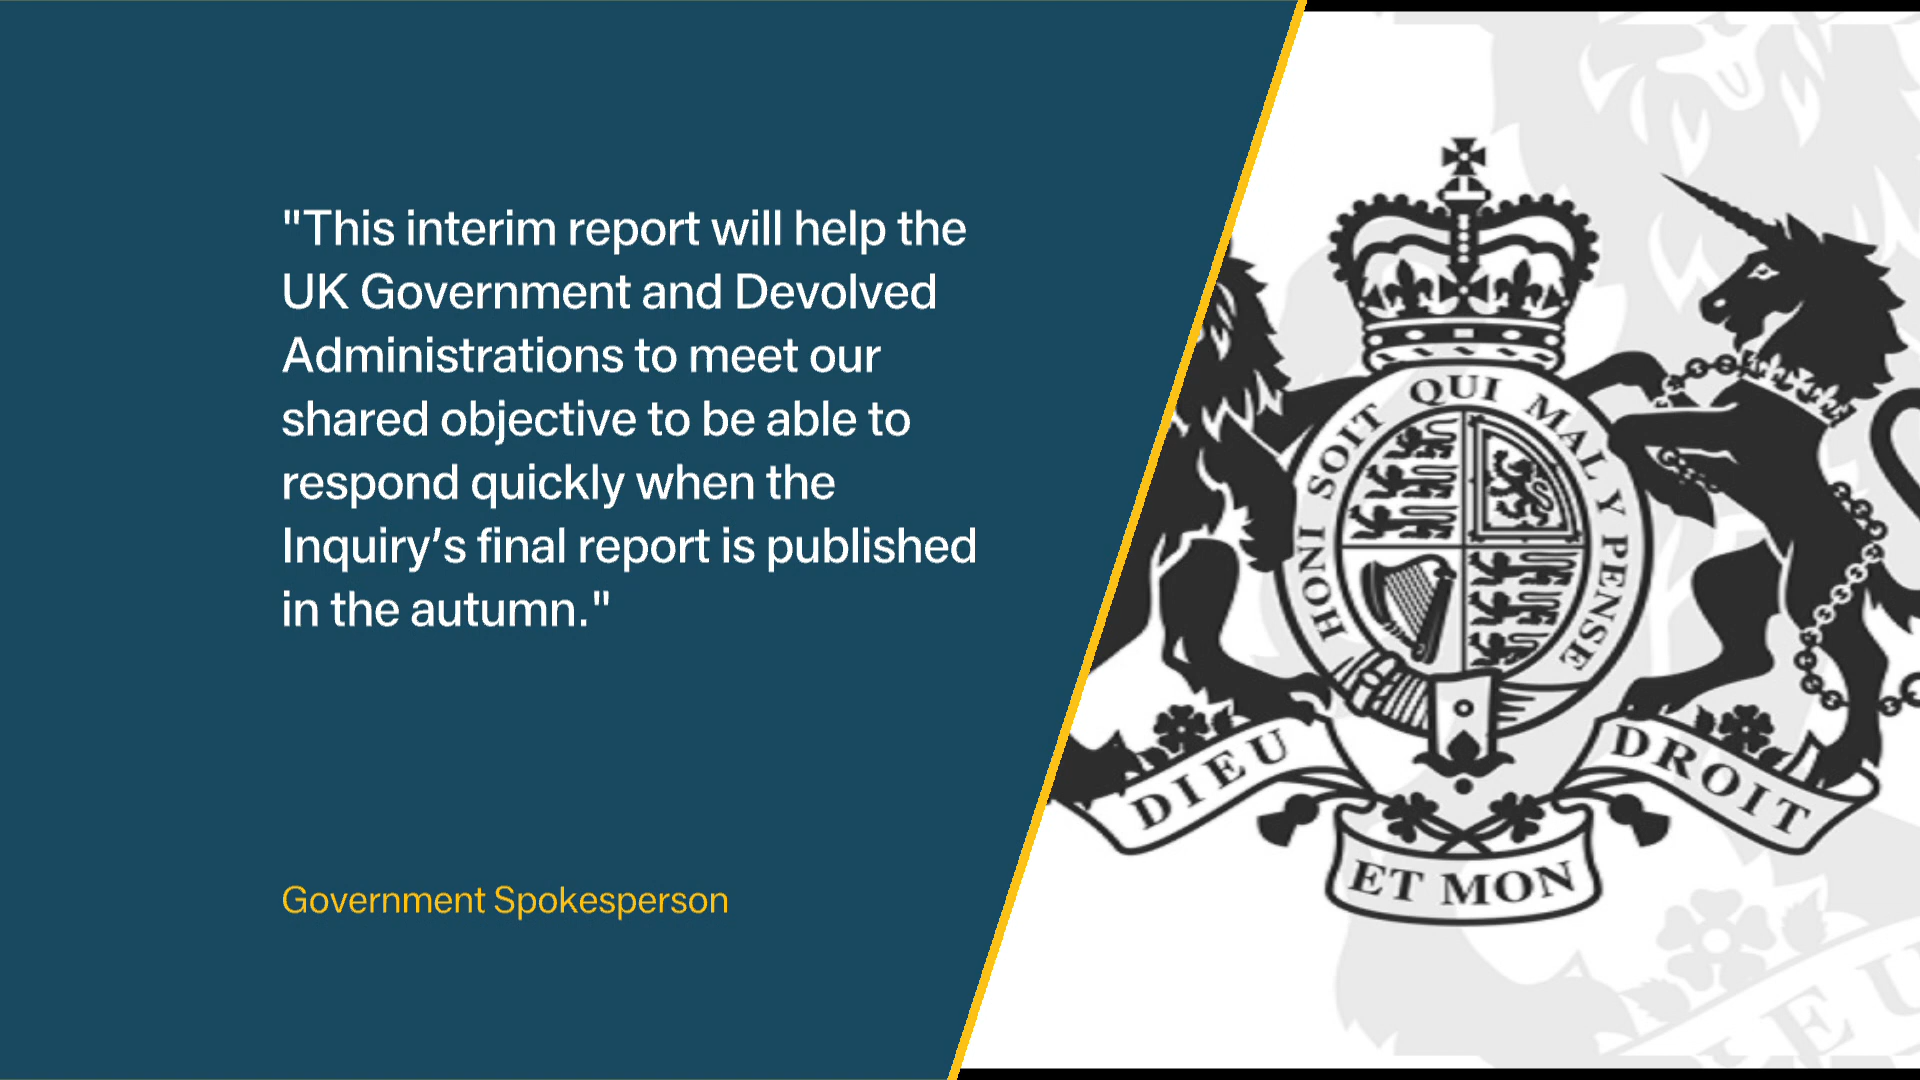 "This interim report will help the
UK Government and Devolved
Administrations to meet our
shared objective to be able to
respond quickly when the
Inquiry’s final report is published
in the autumn."
Government Spokesperson
HONI SOIT QUI MAL Y PENSE
DIEU ET MON DROIT